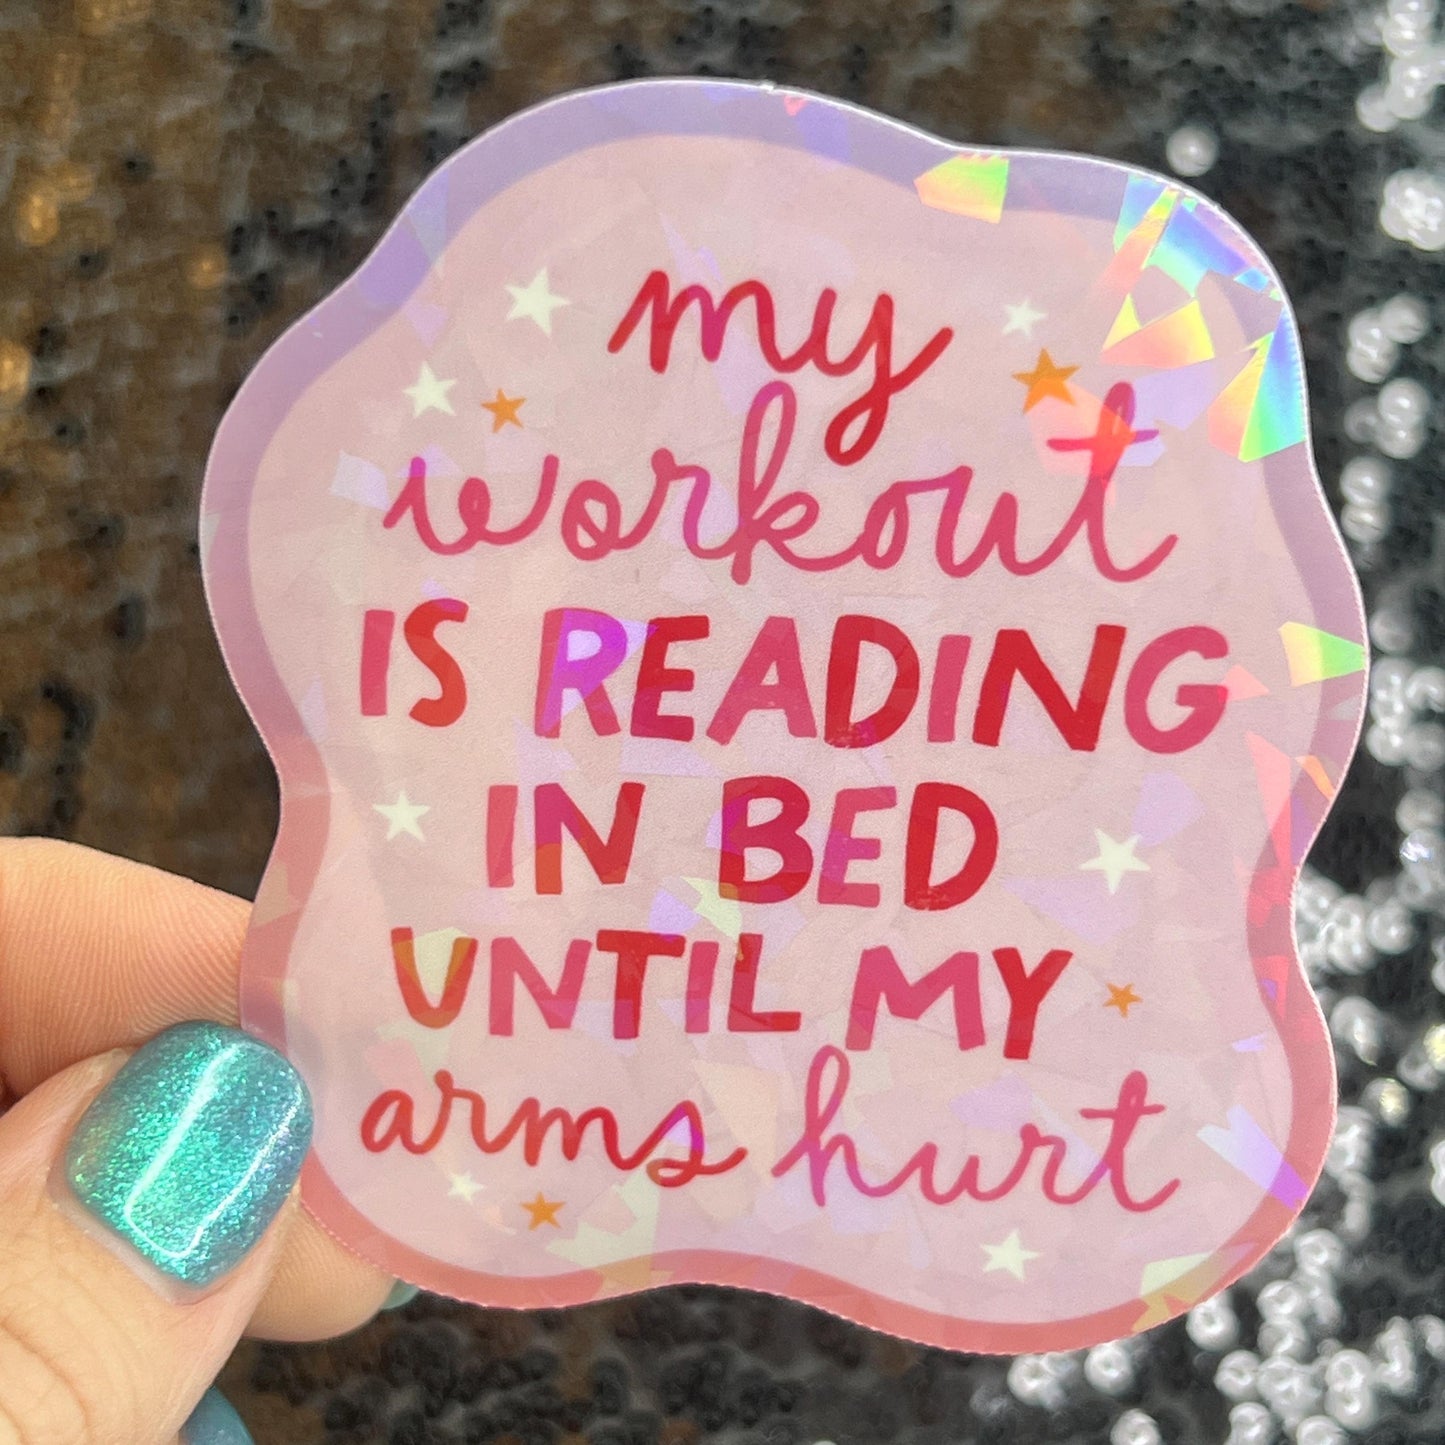 my
workout
IS READING
IN BED
UNTIL MY
arms hurt